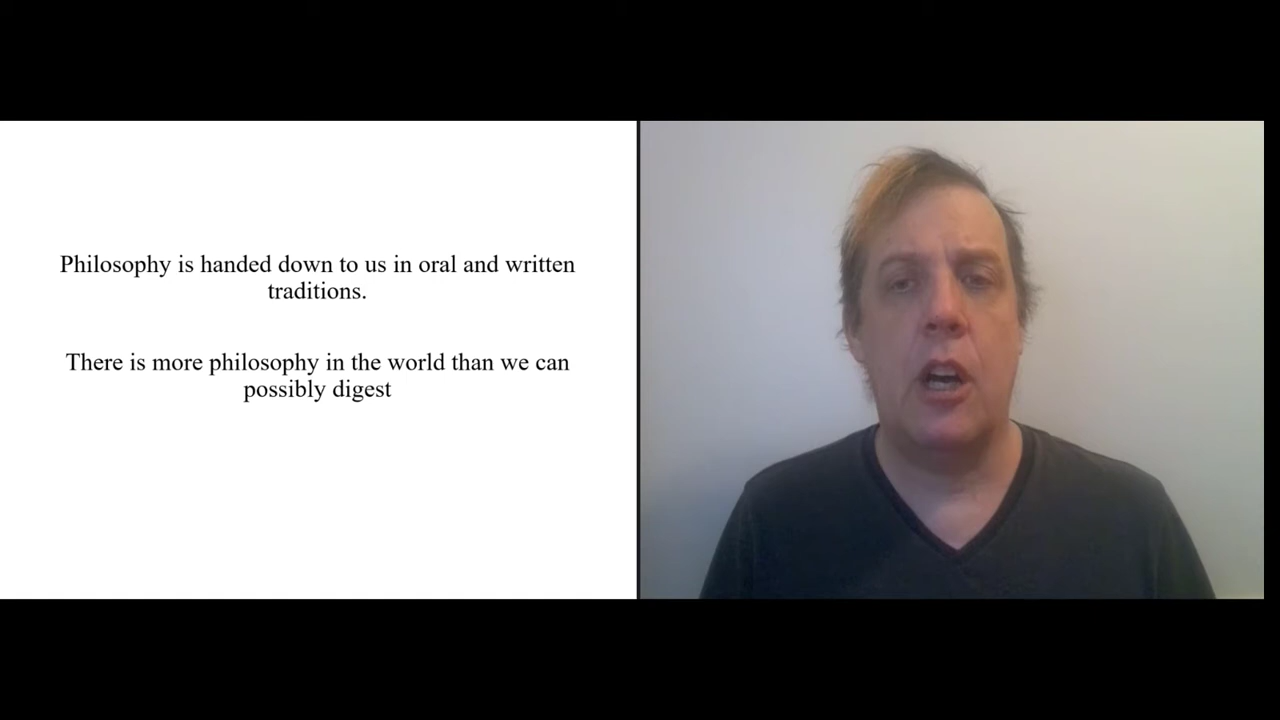 Philosophy is handed down to us in oral and written
traditions.
There is more philosophy in the world than we can
possibly digest